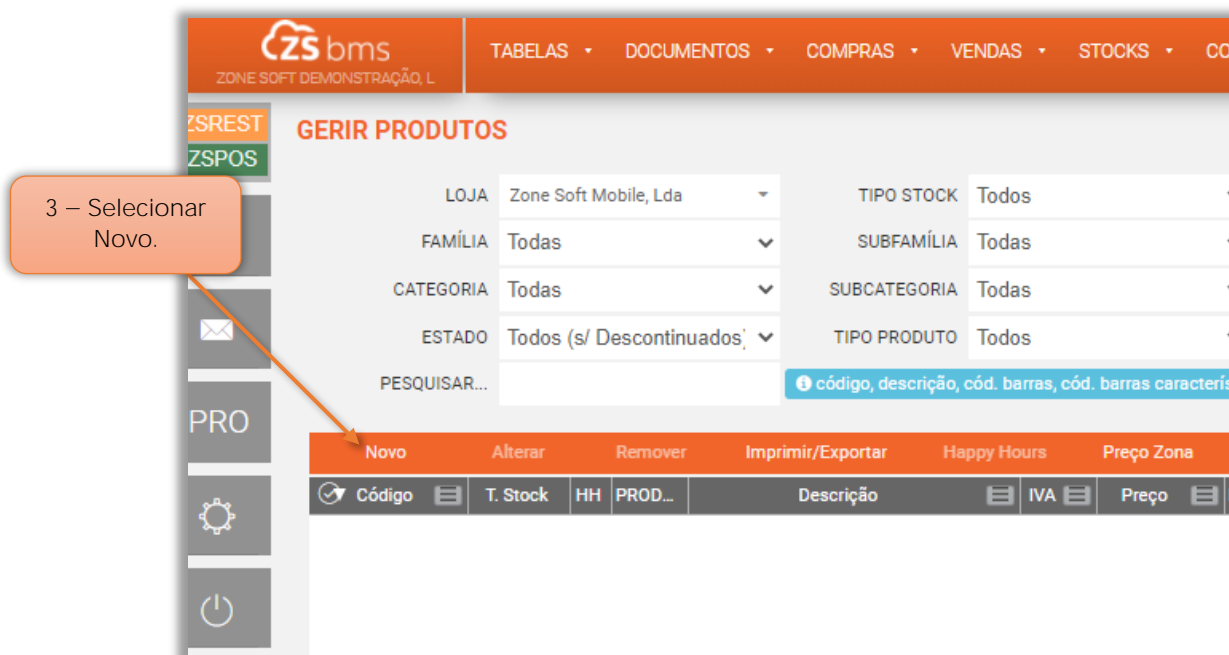 ZS bms
ZONE SOFT DEMONSTRAÇÃO, L
TABELAS DOCUMENTOS COMPRAS VENDAS STOCKS CO
ZSREST
ZSPOS
GERIR PRODUTOS
3 – Selecionar
Novo.
LOJA Zone Soft Mobile, Lda TIPO STOCK Todos
FAMÍLIA Todas SUBFAMÍLIA Todas
CATEGORIA Todas SUBCATEGORIA Todas
ESTADO Todos (s/ Descontinuados) TIPO PRODUTO Todos
PESQUISAR... código, descrição, cód. barras, cód. barras caracterís
PRO
Novo Alterar Remover Imprimir/Exportar Happy Hours Preço Zona
Código T. Stock HH PROD... Descrição IVA Preço